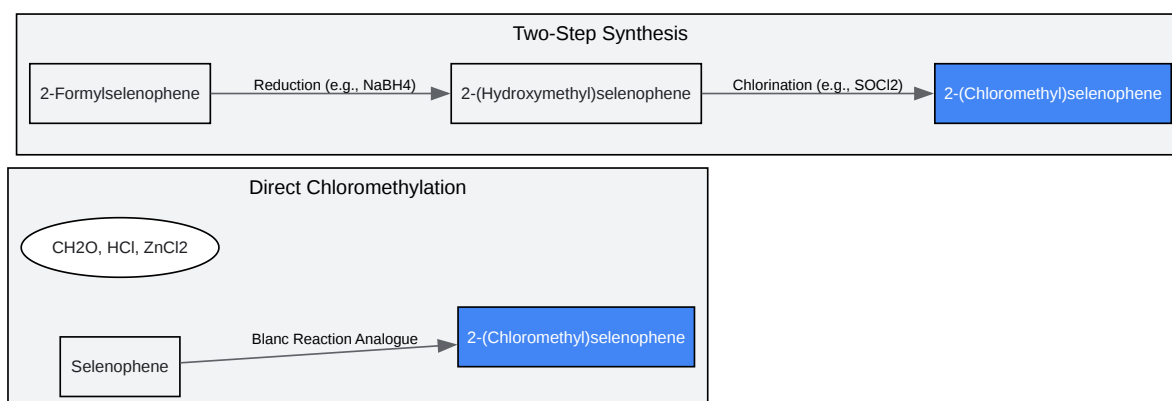 Two-Step Synthesis
2-Formylselenophene
Reduction (e.g., NaBH4)
2-(Hydroxymethyl)selenophene
Chlorination (e.g., SOCl2)
2-(Chloromethyl)selenophene
Direct Chloromethylation
CH2O, HCl, ZnCl2
Selenophene
Blanc Reaction Analogue
2-(Chloromethyl)selenophene